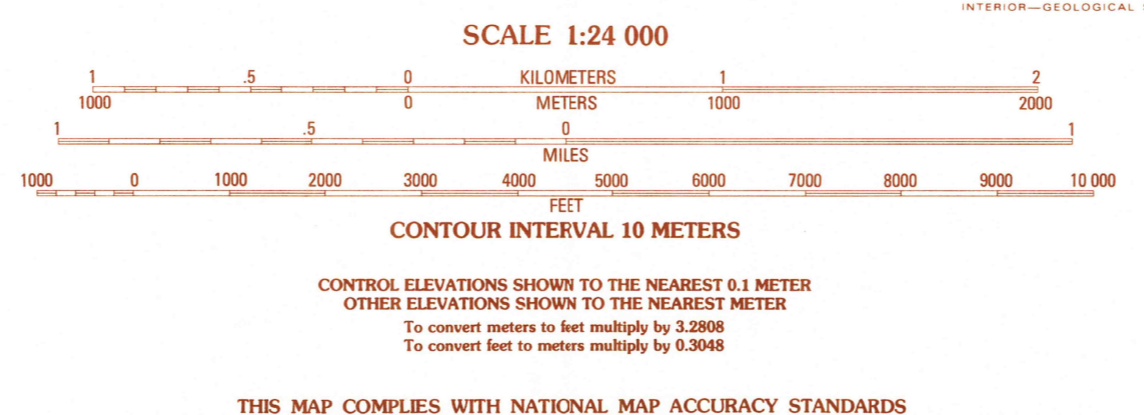 INTERIOR—GEOLOGICAL
SCALE 1:24 000
1 .5 0 KILOMETERS 1 2
1000 0 METERS 1000 2000
1 .5 0 1
MILES
1000 0 1000 2000 3000 4000 5000 6000 7000 8000 9000 10 000
FEET
CONTOUR INTERVAL 10 METERS
CONTROL ELEVATIONS SHOWN TO THE NEAREST 0.1 METER
OTHER ELEVATIONS SHOWN TO THE NEAREST METER
To convert meters to feet multiply by 3.2808
To convert feet to meters multiply by 0.3048
THIS MAP COMPLIES WITH NATIONAL MAP ACCURACY STANDARDS